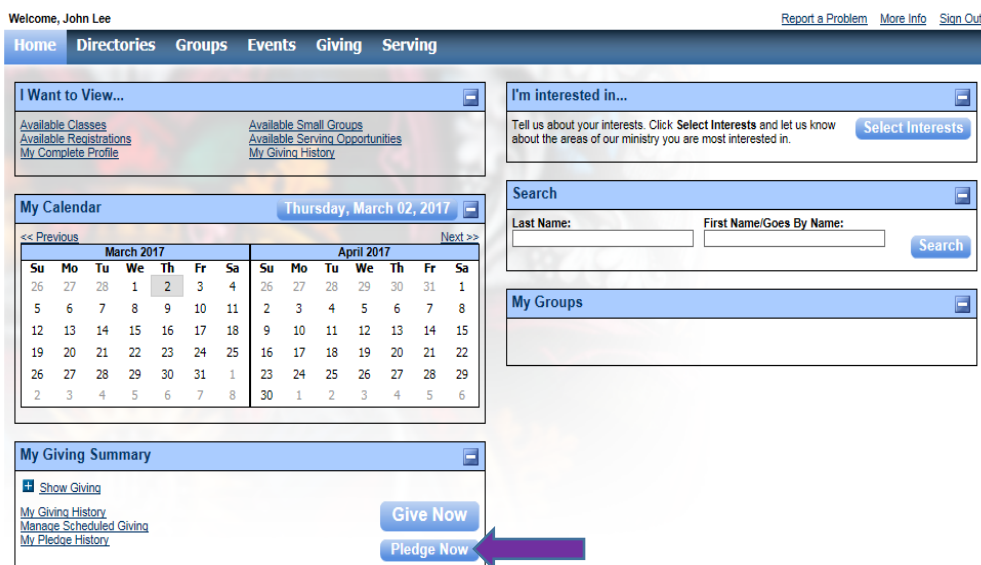 Welcome, John Lee
Report a Problem More Info Sign Out
Home Directories Groups Events Giving Serving
I Want to View...
Available Classes
Available Registrations
My Complete Profile
Available Small Groups
Available Serving Opportunities
My Giving History
My Calendar
Thursday, March 02, 2017
<< Previous
Next >>
March 2017
Su Mo Tu We Th Fr Sa
26 27 28 1 2 3 4
5 6 7 8 9 10 11
12 13 14 15 16 17 18
19 20 21 22 23 24 25
26 27 28 29 30 31 1
2 3 4 5 6 7 8
April 2017
Su Mo Tu We Th Fr Sa
26 27 28 29 30 31 1
2 3 4 5 6 7 8
9 10 11 12 13 14 15
16 17 18 19 20 21 22
23 24 25 26 27 28 29
30 1 2 3 4 5 6
My Giving Summary
Show Giving
My Giving History
Manage Scheduled Giving
My Pledge History
Give Now
Pledge Now
I'm interested in...
Tell us about your interests. Click Select Interests and let us know
about the areas of our ministry you are most interested in.
Select Interests
Search
Last Name:
First Name/Goes By Name:
Search
My Groups